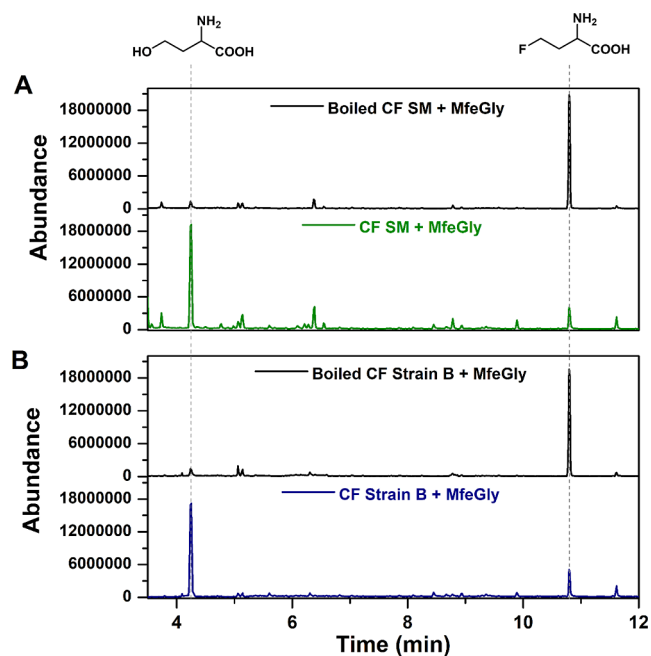 NH₂
HO
COOH
NH₂
F
COOH
A
Abundance
18000000
12000000
6000000
0
Boiled CF SM + MfeGly
18000000
12000000
6000000
0
CF SM + MfeGly
B
Abundance
18000000
12000000
6000000
0
Boiled CF Strain B + MfeGly
18000000
12000000
6000000
0
CF Strain B + MfeGly
4 6 8 10 12
Time (min)